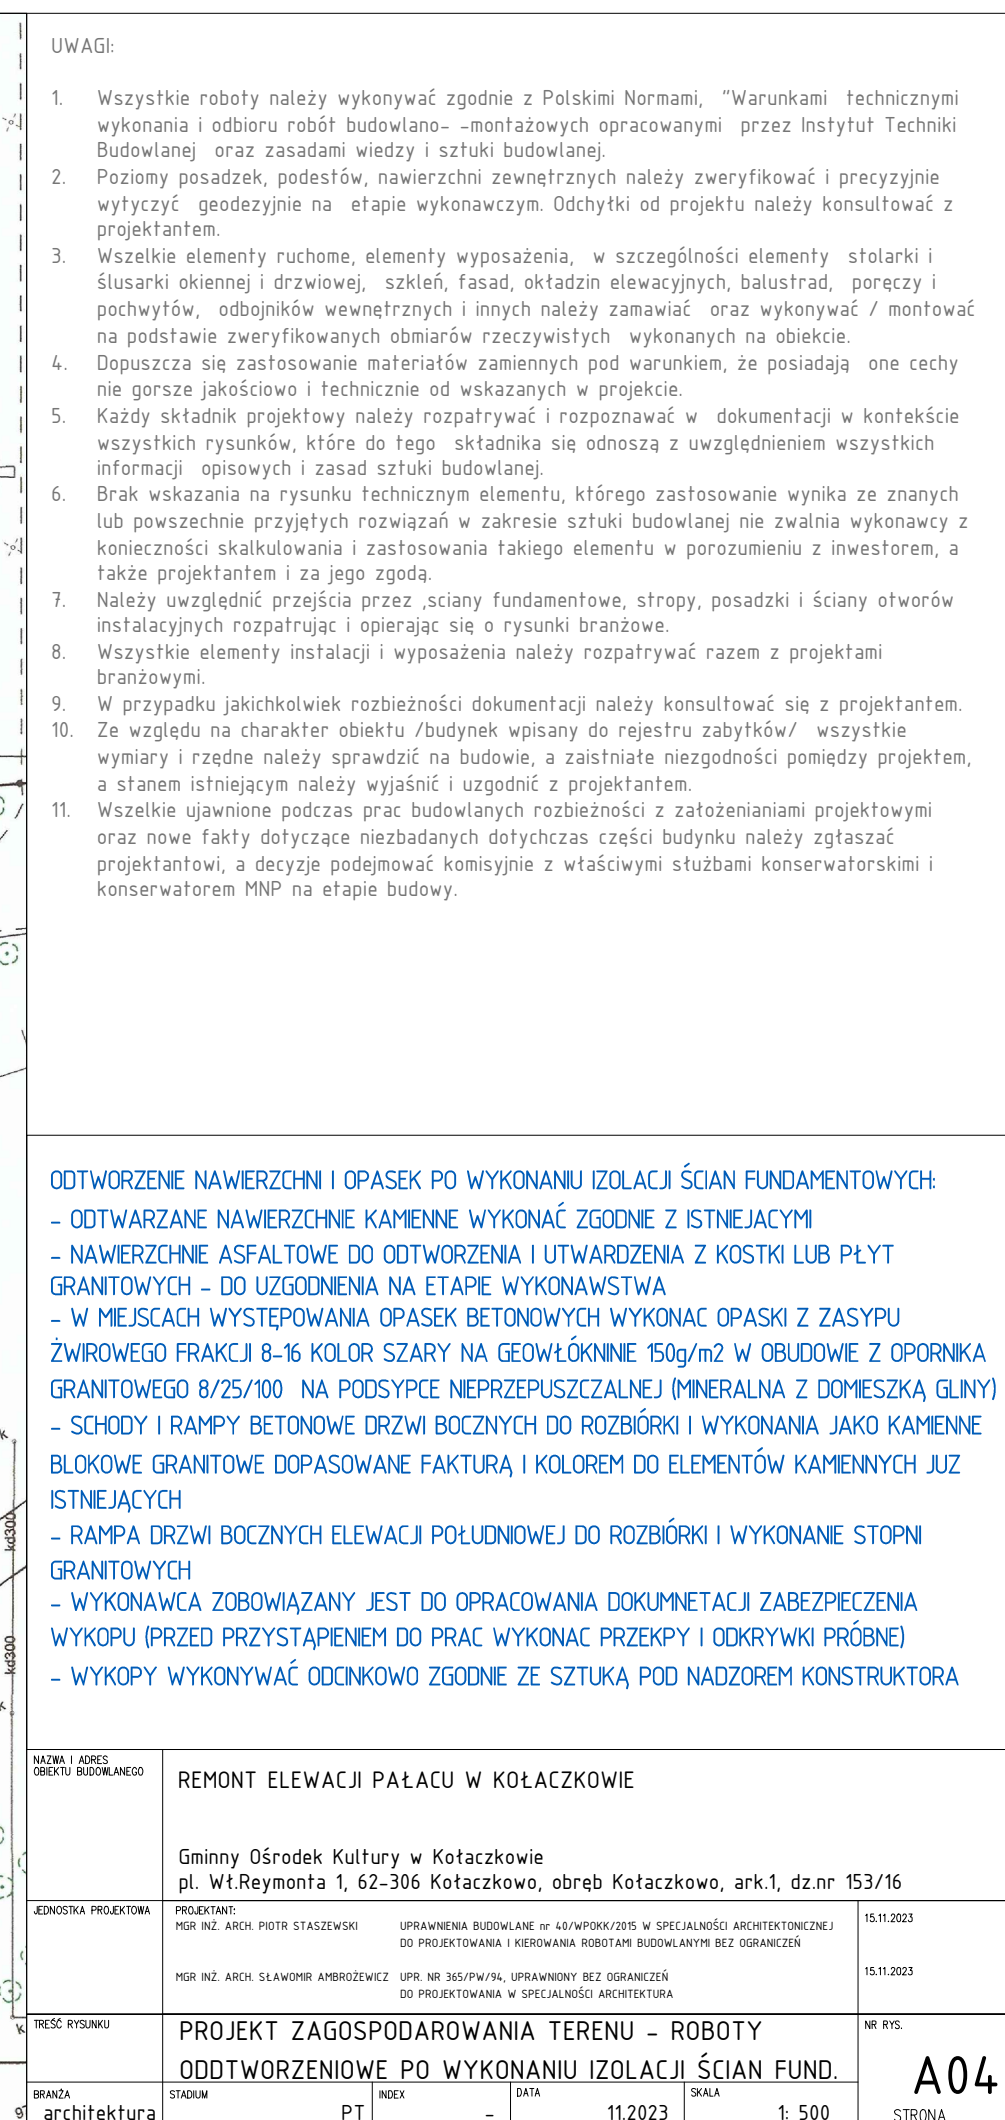 UWAGI:
1. Wszystkie roboty należy wykonywać zgodnie z Polskimi Normami, "Warunkami technicznymi
wykonania i odbioru robót budowlano- -montażowych opracowanymi przez Instytut Techniki
Budowlanej oraz zasadami wiedzy i sztuki budowlanej.
2. Poziomy posadzek, podestów, nawierzchni zewnętrznych należy zweryfikować i precyzyjnie
wytyczyć geodezyjnie na etapie wykonawczym. Odchyłki od projektu należy konsultować z
projektantem.
3. Wszelkie elementy ruchome, elementy wyposażenia, w szczególności elementy stolarki i
ślusarki okiennej i drzwiowej, szkleń, fasad, okładzin elewacyjnych, balustrad, poręczy i
pochwytów, odbojników wewnętrznych i innych należy zamawiać oraz wykonywać / montować
na podstawie zweryfikowanych obmiarów rzeczywistych wykonanych na obiekcie.
4. Dopuszcza się zastosowanie materiałów zamiennych pod warunkiem, że posiadają one cechy
nie gorsze jakościowo i technicznie od wskazanych w projekcie.
5. Każdy składnik projektowy należy rozpatrywać i rozpoznawać w dokumentacji w kontekście
wszystkich rysunków, które do tego składnika się odnoszą z uwzględnieniem wszystkich
informacji opisowych i zasad sztuki budowlanej.
6. Brak wskazania na rysunku technicznym elementu, którego zastosowanie wynika ze znanych
lub powszechnie przyjętych rozwiązań w zakresie sztuki budowlanej nie zwalnia wykonawcy z
konieczności skalkulowania i zastosowania takiego elementu w porozumieniu z inwestorem, a
także projektantem i za jego zgodą.
7. Należy uwzględnić przejścia przez ,sciany fundamentowe, stropy, posadzki i ściany otworów
instalacyjnych rozpatrując i opierając się o rysunki branżowe.
8. Wszystkie elementy instalacji i wyposażenia należy rozpatrywać razem z projektami
branżowymi.
9. W przypadku jakichkolwiek rozbieżności dokumentacji należy konsultować się z projektantem.
10. Ze względu na charakter obiektu /budynek wpisany do rejestru zabytków/ wszystkie
wymiary i rzędne należy sprawdzić na budowie, a zaistniałe niezgodności pomiędzy projektem,
a stanem istniejącym należy wyjaśnić i uzgodnić z projektantem.
11. Wszelkie ujawnione podczas prac budowlanych rozbieżności z założenianiami projektowymi
oraz nowe fakty dotyczące niezbadanych dotychczas części budynku należy zgłaszać
projektantowi, a decyzje podejmować komisyjnie z właściwymi służbami konserwatorskimi i
konserwatorem MNP na etapie budowy.
ODTWORZENIE NAWIERZCHNI I OPASEK PO WYKONANIU IZOLACJI ŚCIAN FUNDAMENTOWYCH:
- ODTWARZANE NAWIERZCHNIE KAMIENNE WYKONAĆ ZGODNIE Z ISTNIEJACYMI
- NAWIERZCHNIE ASFALTOWE DO ODTWORZENIA I UTWARDZENIA Z KOSTKI LUB PŁYT
GRANITOWYCH - DO UZGODNIENIA NA ETAPIE WYKONAWSTWA
- W MIEJSCACH WYSTĘPOWANIA OPASEK BETONOWYCH WYKONAC OPASKI Z ZASYPU
ŻWIROWEGO FRAKCJI 8-16 KOLOR SZARY NA GEOWŁÓKNINIE 150g/m2 W OBUDOWIE Z OPORNIKA
GRANITOWEGO 8/25/100 NA PODSYPCE NIEPRZEPUSZCZALNEJ (MINERALNA Z DOMIESZKĄ GLINY)
- SCHODY I RAMPY BETONOWE DRZWI BOCZNYCH DO ROZBIÓRKI I WYKONANIA JAKO KAMIENNE
BLOKOWE GRANITOWE DOPASOWANE FAKTURĄ I KOLOREM DO ELEMENTÓW KAMIENNYCH JUZ
ISTNIEJĄCYCH
- RAMPA DRZWI BOCZNYCH ELEWACJI POŁUDNIOWEJ DO ROZBIÓRKI I WYKONANIE STOPNI
GRANITOWYCH
- WYKONAWCA ZOBOWIĄZANY JEST DO OPRACOWANIA DOKUMNETACJI ZABEZPIECZENIA
WYKOPU (PRZED PRZYSTĄPIENIEM DO PRAC WYKONAC PRZEKPY I ODKRYWKI PRÓBNE)
- WYKOPY WYKONYWAĆ ODCINKOWO ZGODNIE ZE SZTUKĄ POD NADZOREM KONSTRUKTORA
k
kd300
kd300
k
NAZWA I ADRES
OBIEKTU BUDOWLANEGO
REMONT ELEWACJI PAŁACU W KOŁACZKOWIE
Gminny Ośrodek Kultury w Kołaczkowie
pl. Wł.Reymonta 1, 62-306 Kołaczkowo, obręb Kołaczkowo, ark.1, dz.nr 153/16
JEDNOSTKA PROJEKTOWA
PROJEKTANT:
MGR INŻ. ARCH. PIOTR STASZEWSKI UPRAWNIENIA BUDOWLANE nr 40/WPOKK/2015 W SPECJALNOŚCI ARCHITEKTONICZNEJ 15.11.2023
DO PROJEKTOWANIA I KIEROWANIA ROBOTAMI BUDOWLANYMI BEZ OGRANICZEŃ
MGR INŻ. ARCH. SŁAWOMIR AMBROŻEWICZ UPR. NR 365/PW/94, UPRAWNIONY BEZ OGRANICZEŃ 15.11.2023
DO PROJEKTOWANIA W SPECJALNOŚCI ARCHITEKTURA
k
TREŚĆ RYSUNKU
PROJEKT ZAGOSPODAROWANIA TERENU - ROBOTY
ODDTWORZENIOWE PO WYKONANIU IZOLACJI ŚCIAN FUND.
NR RYS.
A04
BRANŻA STADIUM INDEX DATA SKALA
architektura PT - 11.2023 1: 500 STRONA